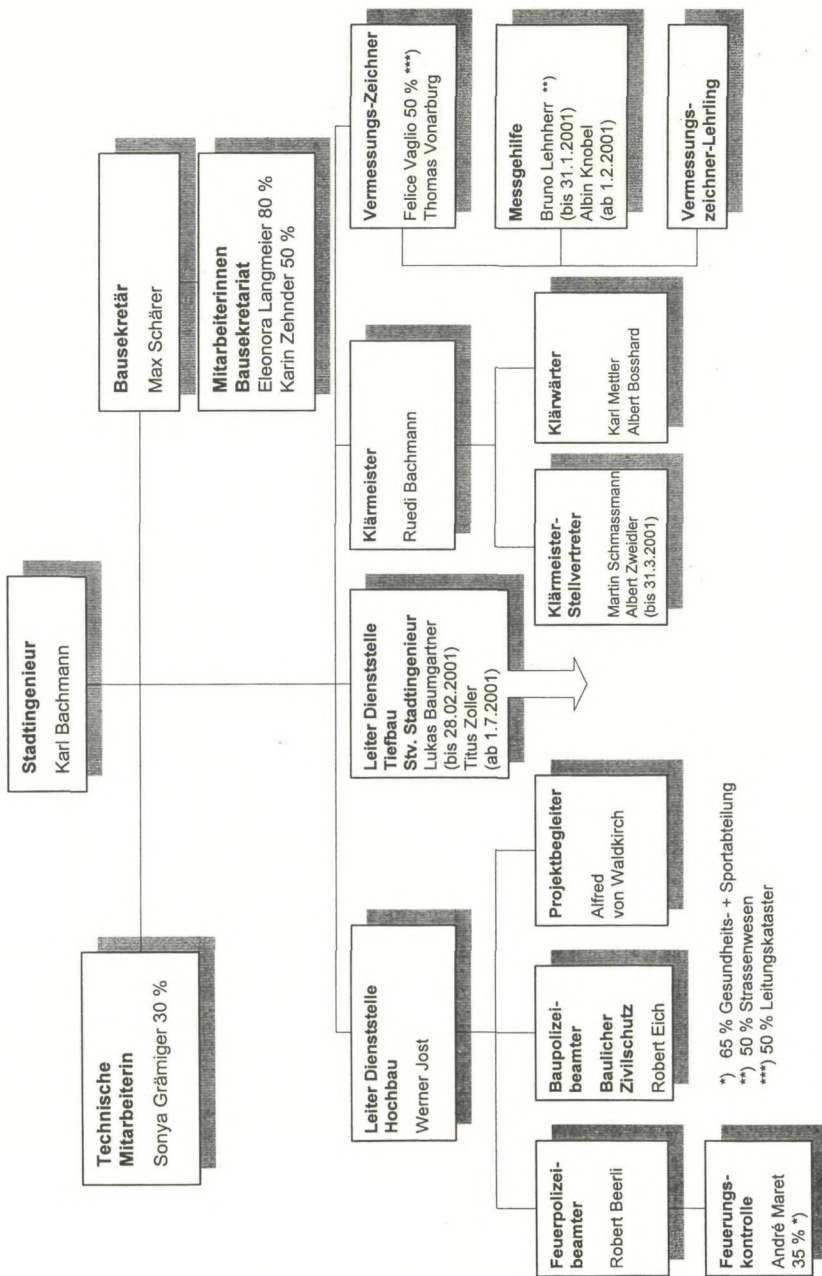 Stadtingenieur
Karl Bachmann
Technische
Mitarbeiterin
Sonya Grämiger 30 %
Bausekretär
Max Schärer
Mitarbeiterinnen
Bausekretariat
Eleonora Langmeier 80 %
Karin Zehnder 50 %
Leiter Dienststelle
Hochbau
Werner Jost
Leiter Dienststelle
Tiefbau
Stv. Stadtingenieur
Lukas Baumgartner
(bis 28.02.2001)
Titus Zoller
(ab 1.7.2001)
Klärmeister
Ruedi Bachmann
Vermessungs-Zeichner
Felice Vaglio 50 % ***)
Thomas Vonarburg
Feuerpolizei-
beamter
Robert Beerli
Baupolizei-
beamter
Baulicher
Zivilschutz
Robert Eich
Projektbegleiter
Alfred
von Waldkirch
Klärmeister-
Stellvertreter
Martin Schmassmann
Albert Zweidler
(bis 31.3.2001)
Klärwärter
Karl Mettler
Albert Bosshard
Messgehilfe
Bruno Lehnherr **)
(bis 31.1.2001)
Albin Knobel
(ab 1.2.2001)
Feuerungs-
kontrolle
André Maret
35 % *)
Vermessungs-
zeichner-Lehrling
*) 65 % Gesundheits- + Sportabteilung
**) 50 % Strassenwesen
***) 50 % Leitungskataster